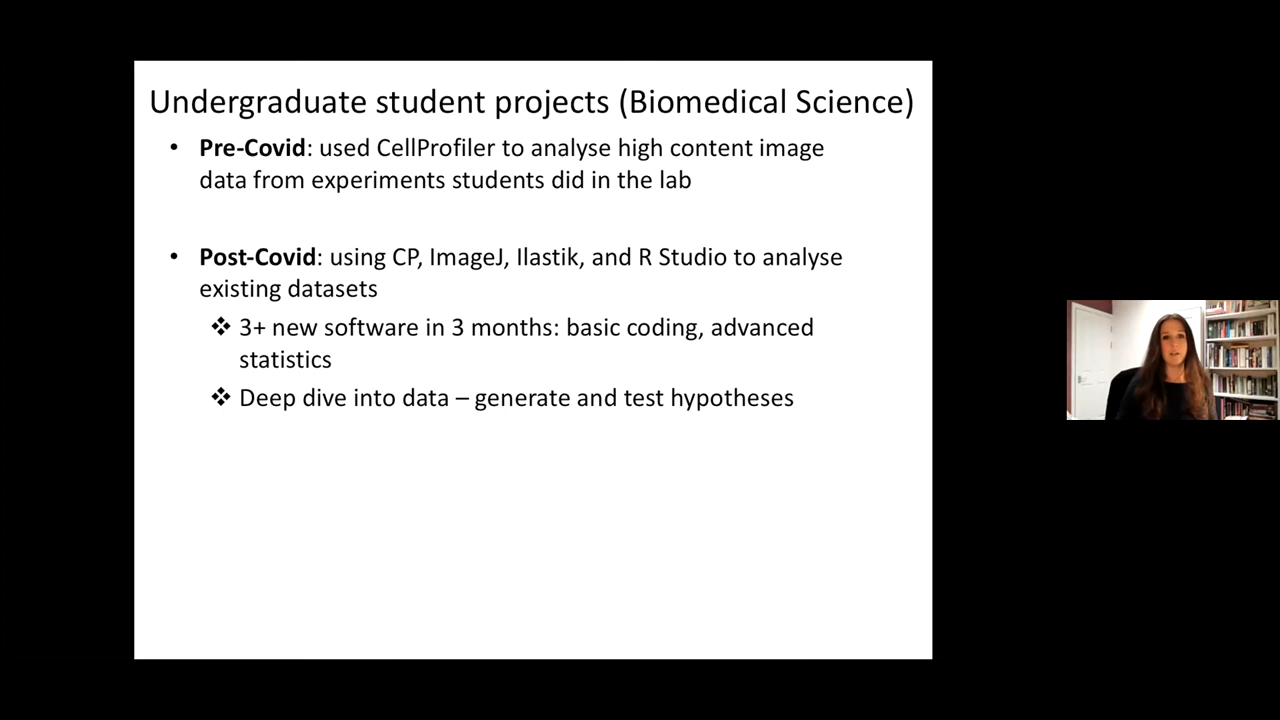 Undergraduate student projects (Biomedical Science)
• Pre-Covid: used CellProfiler to analyse high content image
data from experiments students did in the lab
• Post-Covid: using CP, ImageJ, Ilastik, and R Studio to analyse
existing datasets
❖ 3+ new software in 3 months: basic coding, advanced
statistics
❖ Deep dive into data – generate and test hypotheses